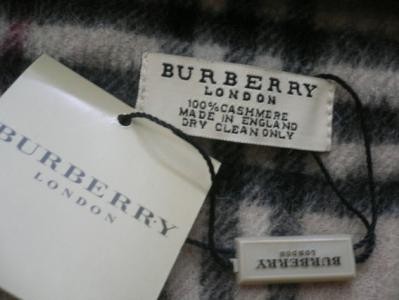 BURBERRY
LONDON
100% CASHMERE
MADE IN ENGLAND
DRY CLEAN ONLY
BURBERRY
LONDON
BURBERRY
LONDON